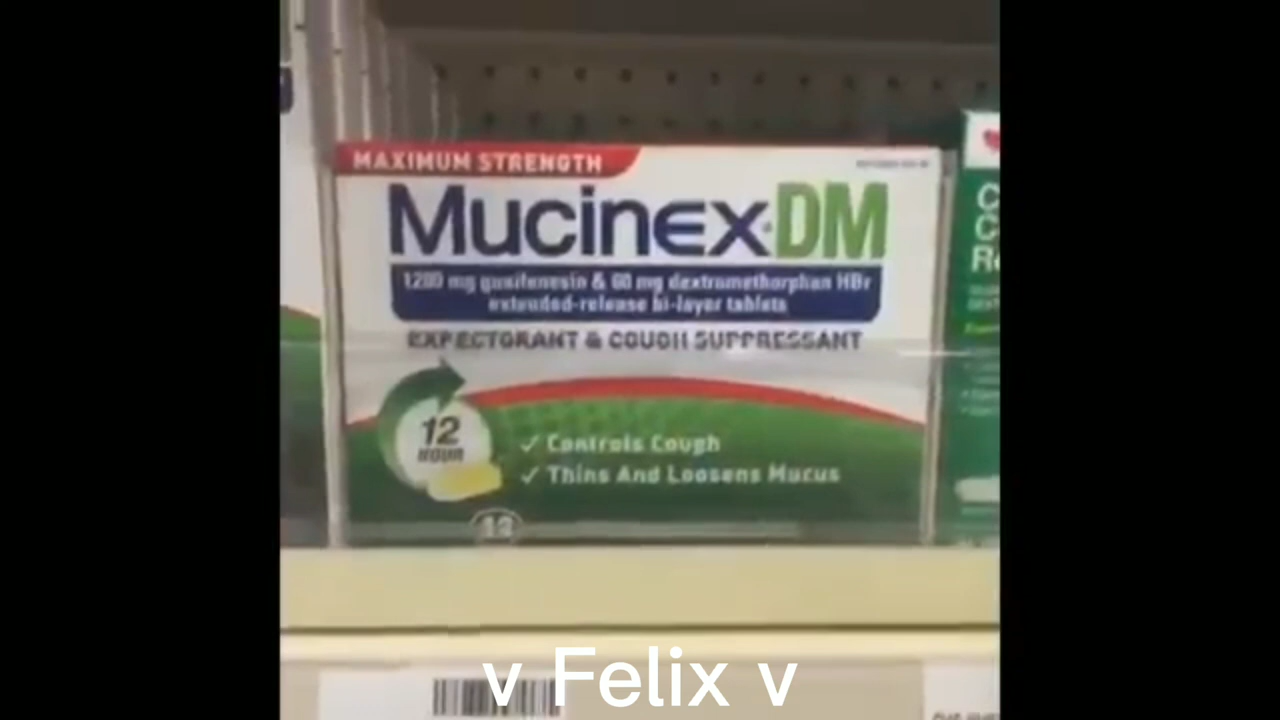 MAXIMUM STRENGTH
Mucinex DM
1200 mg guaifenesin & 60 mg dextromethorphan HBr
extended-release bi-layer tablets
EXPECTORANT & COUGH SUPPRESSANT
12
HOUR
✓ Controls Cough
✓ Thins And Loosens Mucus
v Felix v